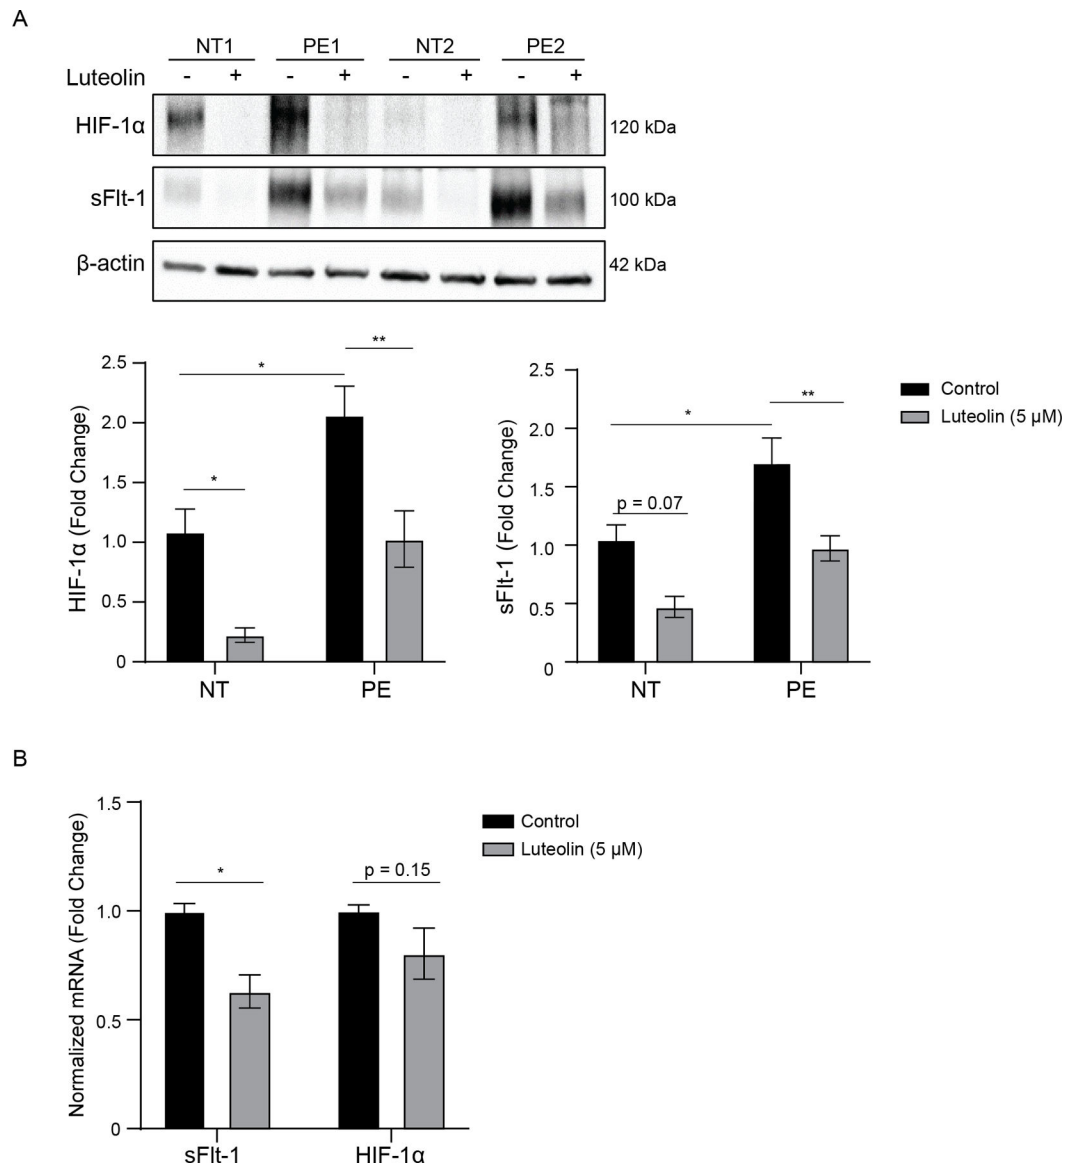 A
NT1 PE1 NT2 PE2
Luteolin - + - + - + - +
HIF-1α 120 kDa
sFlt-1 100 kDa
β-actin 42 kDa
HIF-1α (Fold Change)
2.5
2.0
1.5
1.0
0.5
0
*
*
**
NT PE
sFlt-1 (Fold Change)
2.5
2.0
1.5
1.0
0.5
0
p = 0.07
*
**
NT PE
Control
Luteolin (5 μM)
B
Normalized mRNA (Fold Change)
1.5
1.0
0.5
0
*
p = 0.15
sFlt-1 HIF-1α
Control
Luteolin (5 μM)